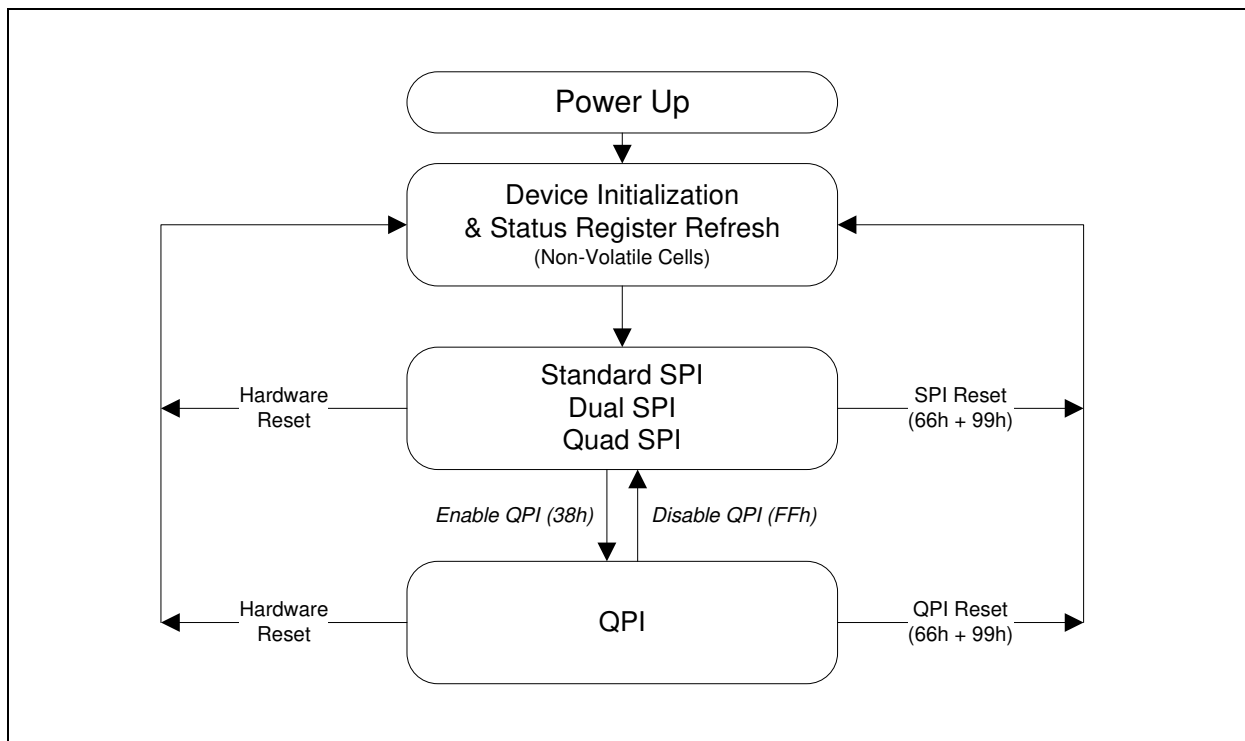 Power Up
Device Initialization
& Status Register Refresh
(Non-Volatile Cells)
Standard SPI
Dual SPI
Quad SPI
Hardware
Reset
SPI Reset
(66h + 99h)
Enable QPI (38h)
Disable QPI (FFh)
Hardware
Reset
QPI
QPI Reset
(66h + 99h)